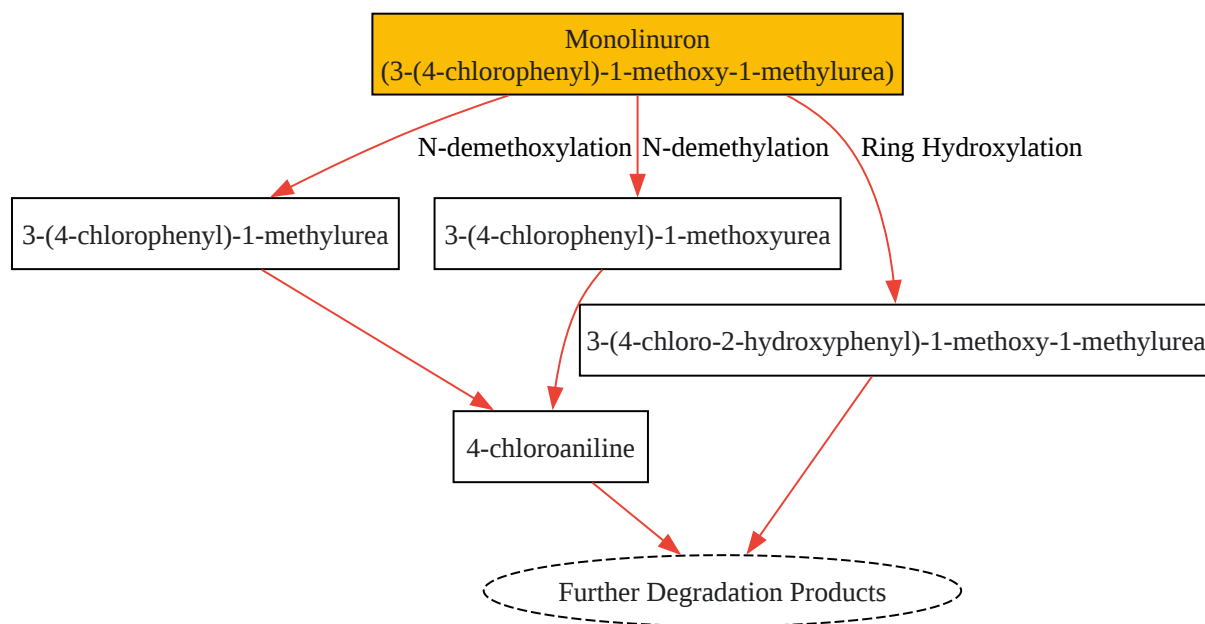 Monolinuron
(3-(4-chlorophenyl)-1-methoxy-1-methylurea)
N-demethoxylation
N-demethylation
Ring Hydroxylation
3-(4-chlorophenyl)-1-methylurea
3-(4-chlorophenyl)-1-methoxyurea
3-(4-chloro-2-hydroxyphenyl)-1-methoxy-1-methylurea
4-chloroaniline
Further Degradation Products